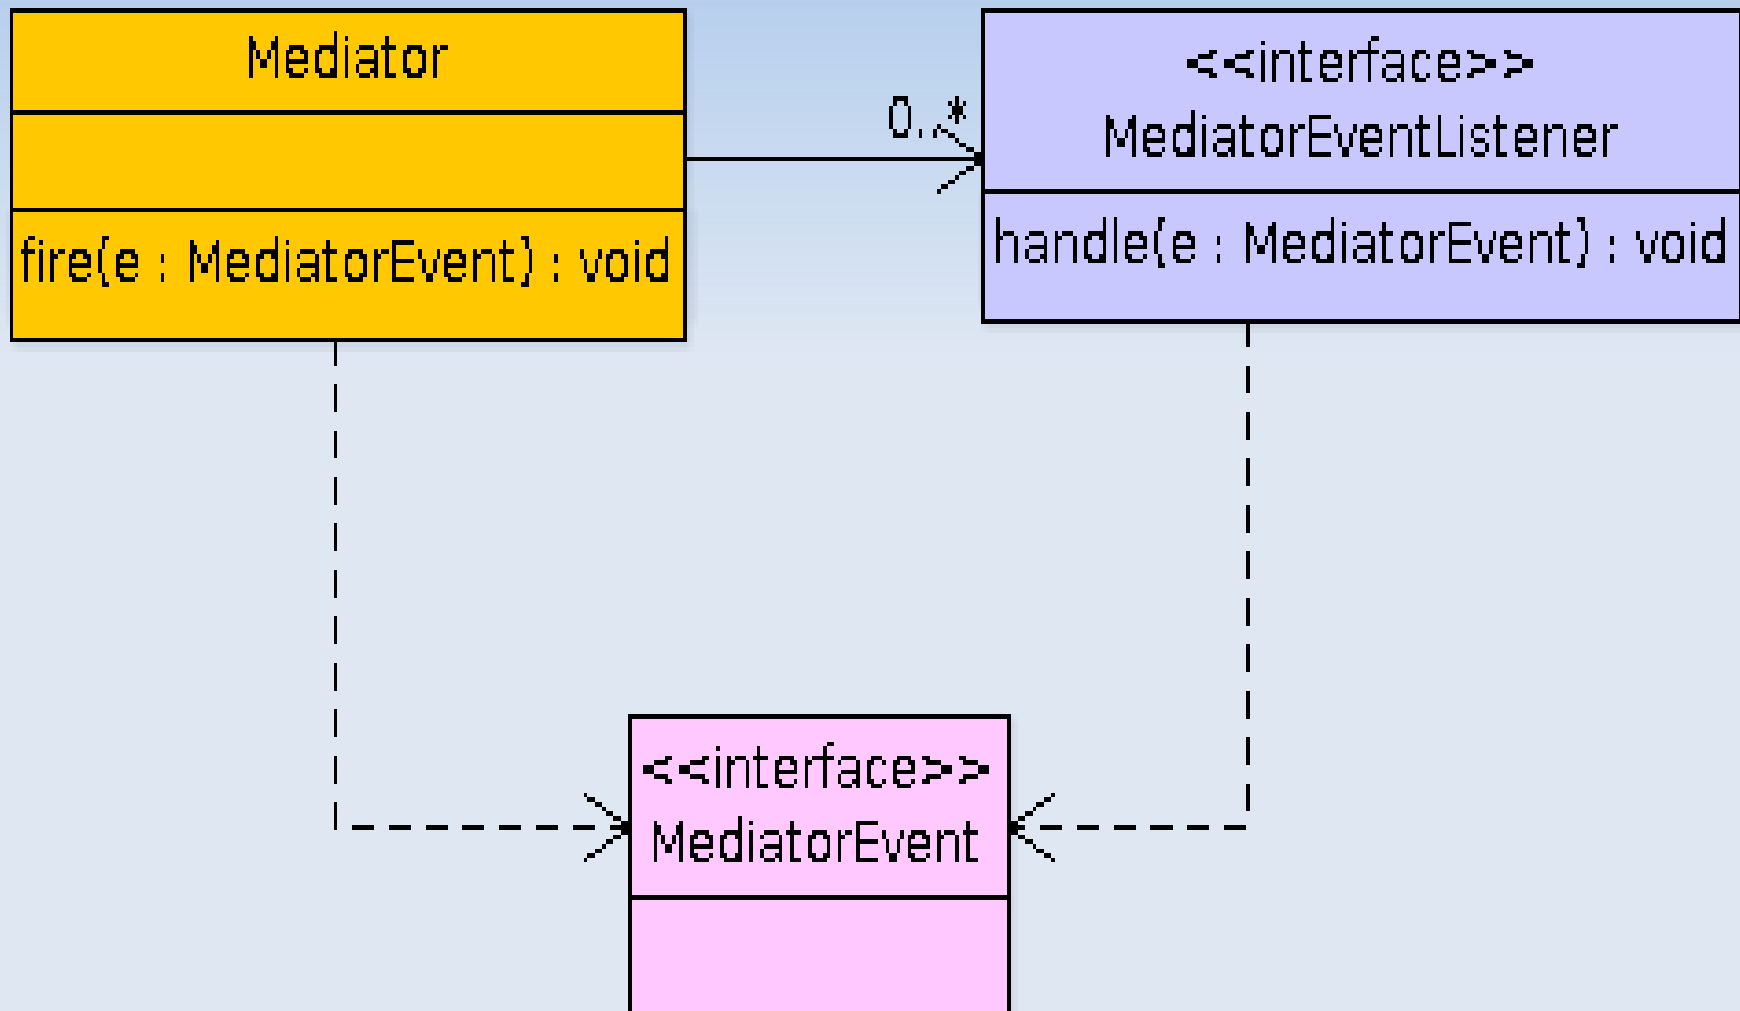 Mediator
fire(e : MediatorEvent) : void
0..*
<<interface>>
MediatorEventListener
handle(e : MediatorEvent) : void
<<interface>>
MediatorEvent